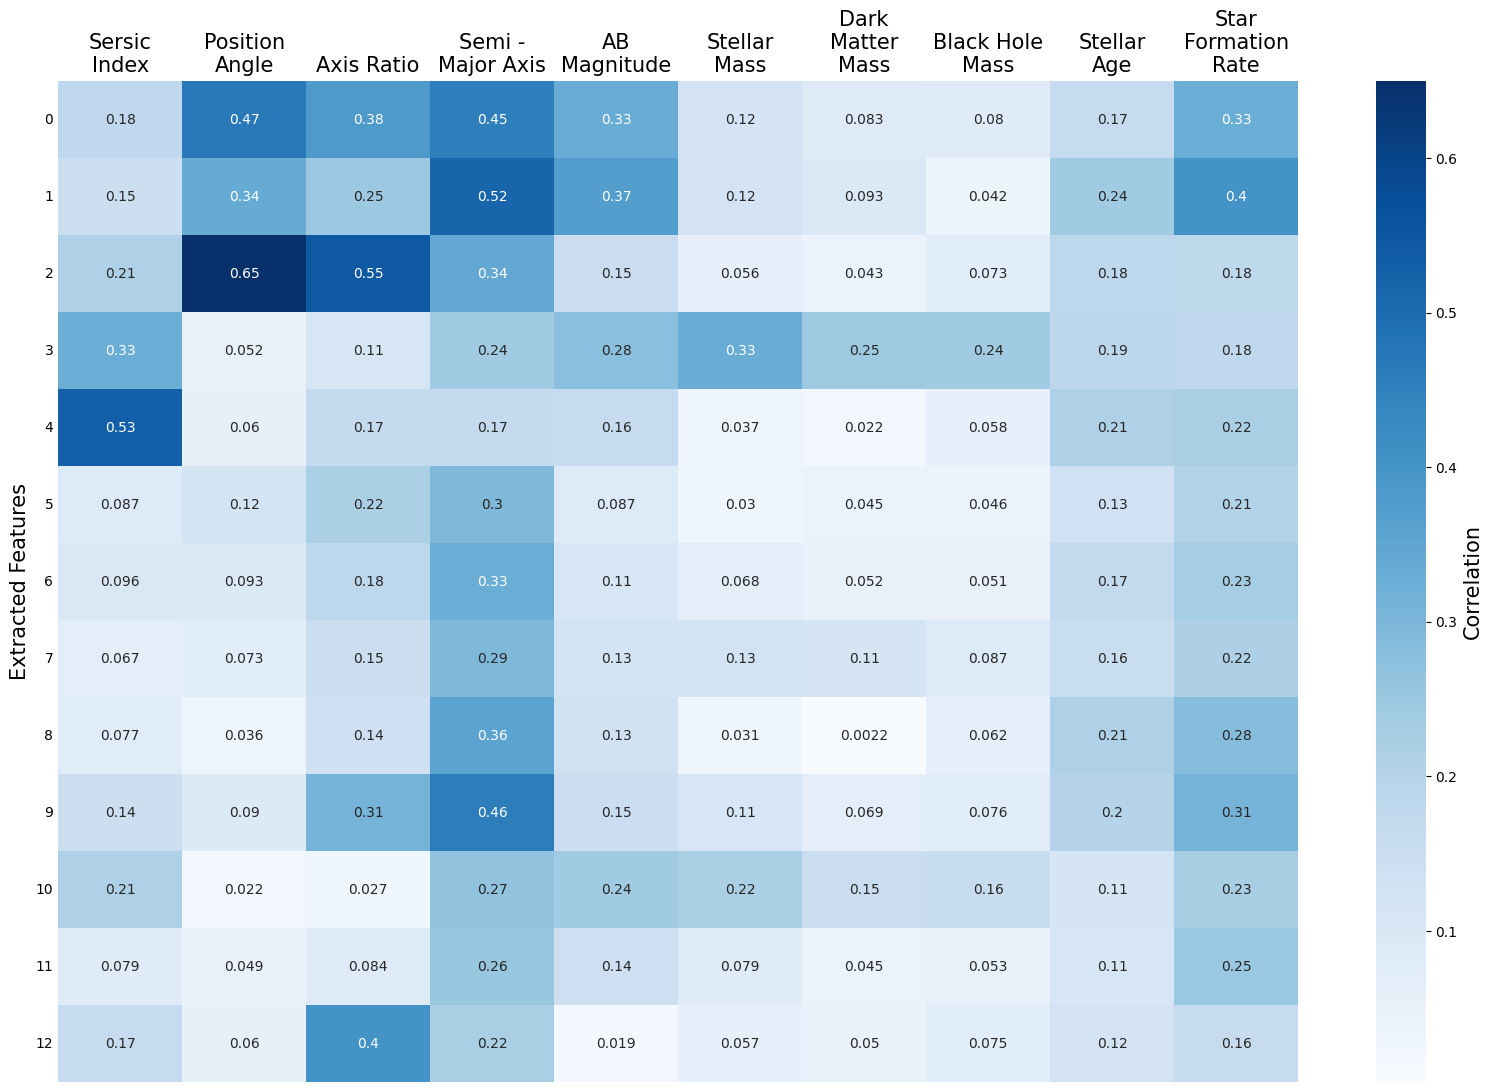 Sersic
Index
Position
Angle
Axis Ratio
Semi -
Major Axis
AB
Magnitude
Stellar
Mass
Dark
Matter
Mass
Black Hole
Mass
Stellar
Age
Star
Formation
Rate
0 0.18 0.47 0.38 0.45 0.33 0.12 0.083 0.08 0.17 0.33
1 0.15 0.34 0.25 0.52 0.37 0.12 0.093 0.042 0.24 0.4
2 0.21 0.65 0.55 0.34 0.15 0.056 0.043 0.073 0.18 0.18
3 0.33 0.052 0.11 0.24 0.28 0.33 0.25 0.24 0.19 0.18
4 0.53 0.06 0.17 0.17 0.16 0.037 0.022 0.058 0.21 0.22
5 0.087 0.12 0.22 0.3 0.087 0.03 0.045 0.046 0.13 0.21
6 0.096 0.093 0.18 0.33 0.11 0.068 0.052 0.051 0.17 0.23
7 0.067 0.073 0.15 0.29 0.13 0.13 0.11 0.087 0.16 0.22
8 0.077 0.036 0.14 0.36 0.13 0.031 0.0022 0.062 0.21 0.28
9 0.14 0.09 0.31 0.46 0.15 0.11 0.069 0.076 0.2 0.31
10 0.21 0.022 0.027 0.27 0.24 0.22 0.15 0.16 0.11 0.23
11 0.079 0.049 0.084 0.26 0.14 0.079 0.045 0.053 0.11 0.25
12 0.17 0.06 0.4 0.22 0.019 0.057 0.05 0.075 0.12 0.16
Extracted Features
0.6
0.5
0.4
0.3
0.2
0.1
Correlation